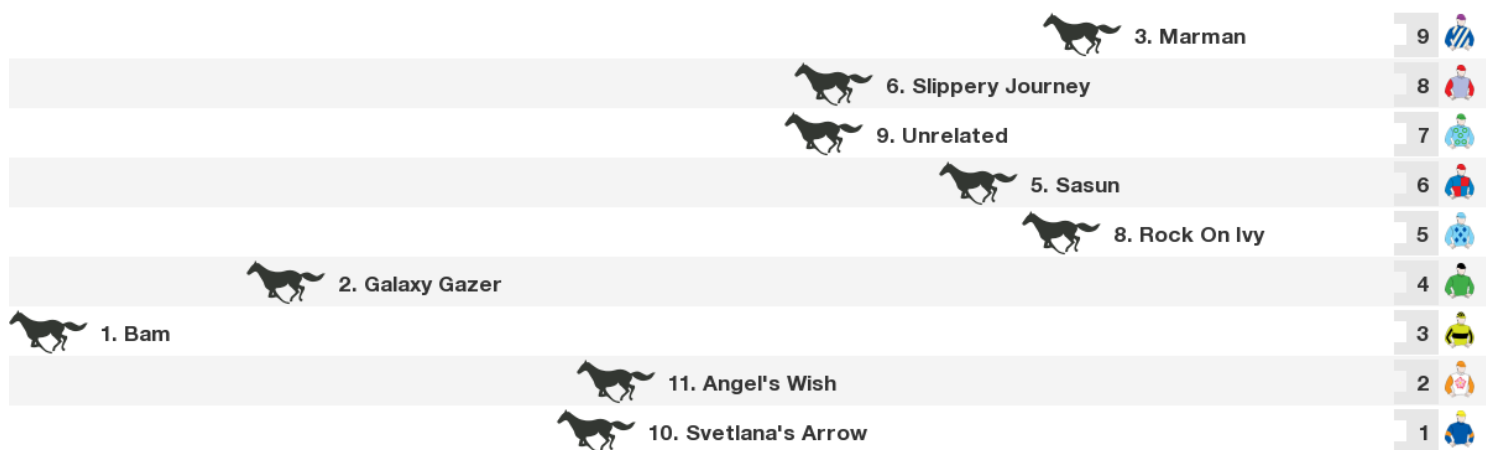 3. Marman 9
6. Slippery Journey 8
9. Unrelated 7
5. Sasun 6
8. Rock On Ivy 5
2. Galaxy Gazer 4
1. Bam 3
11. Angel's Wish 2
10. Svetlana's Arrow 1